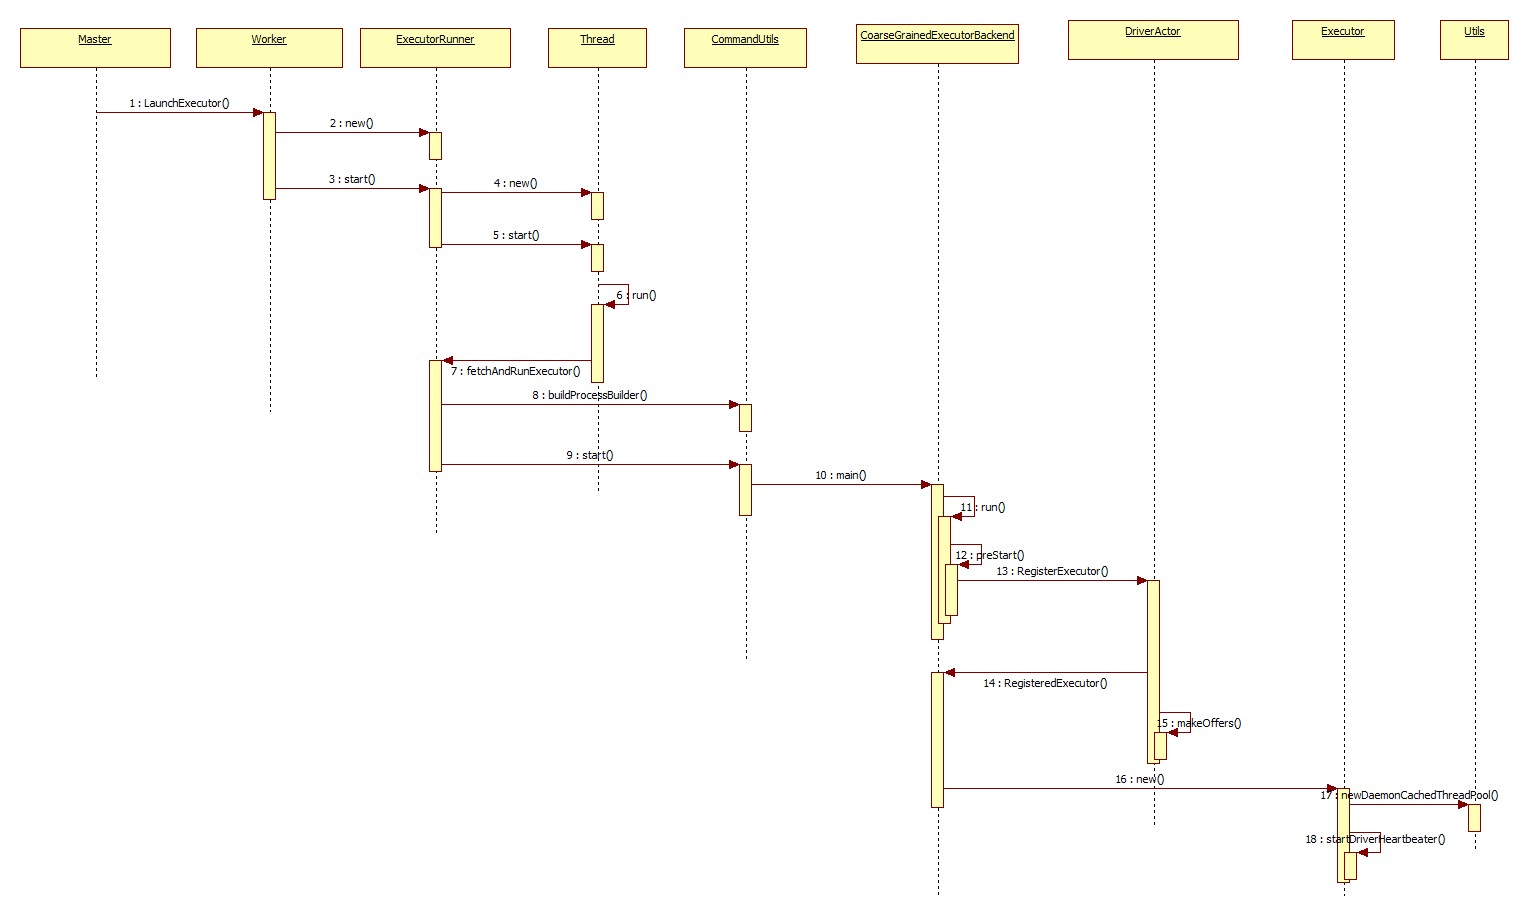 Master
Worker
ExecutorRunner
Thread
CommandUtils
CoarseGrainedExecutorBackend
DriverActor
Executor
Utils
1 : LaunchExecutor()
2 : new()
3 : start()
4 : new()
5 : start()
6 : run()
7 : fetchAndRunExecutor()
8 : buildProcessBuilder()
9 : start()
10 : main()
11 : run()
12 : preStart()
13 : RegisterExecutor()
14 : RegisteredExecutor()
15 : makeOffers()
16 : new()
17 : newDaemonCachedThreadPool()
18 : startDriverHeartbeater()